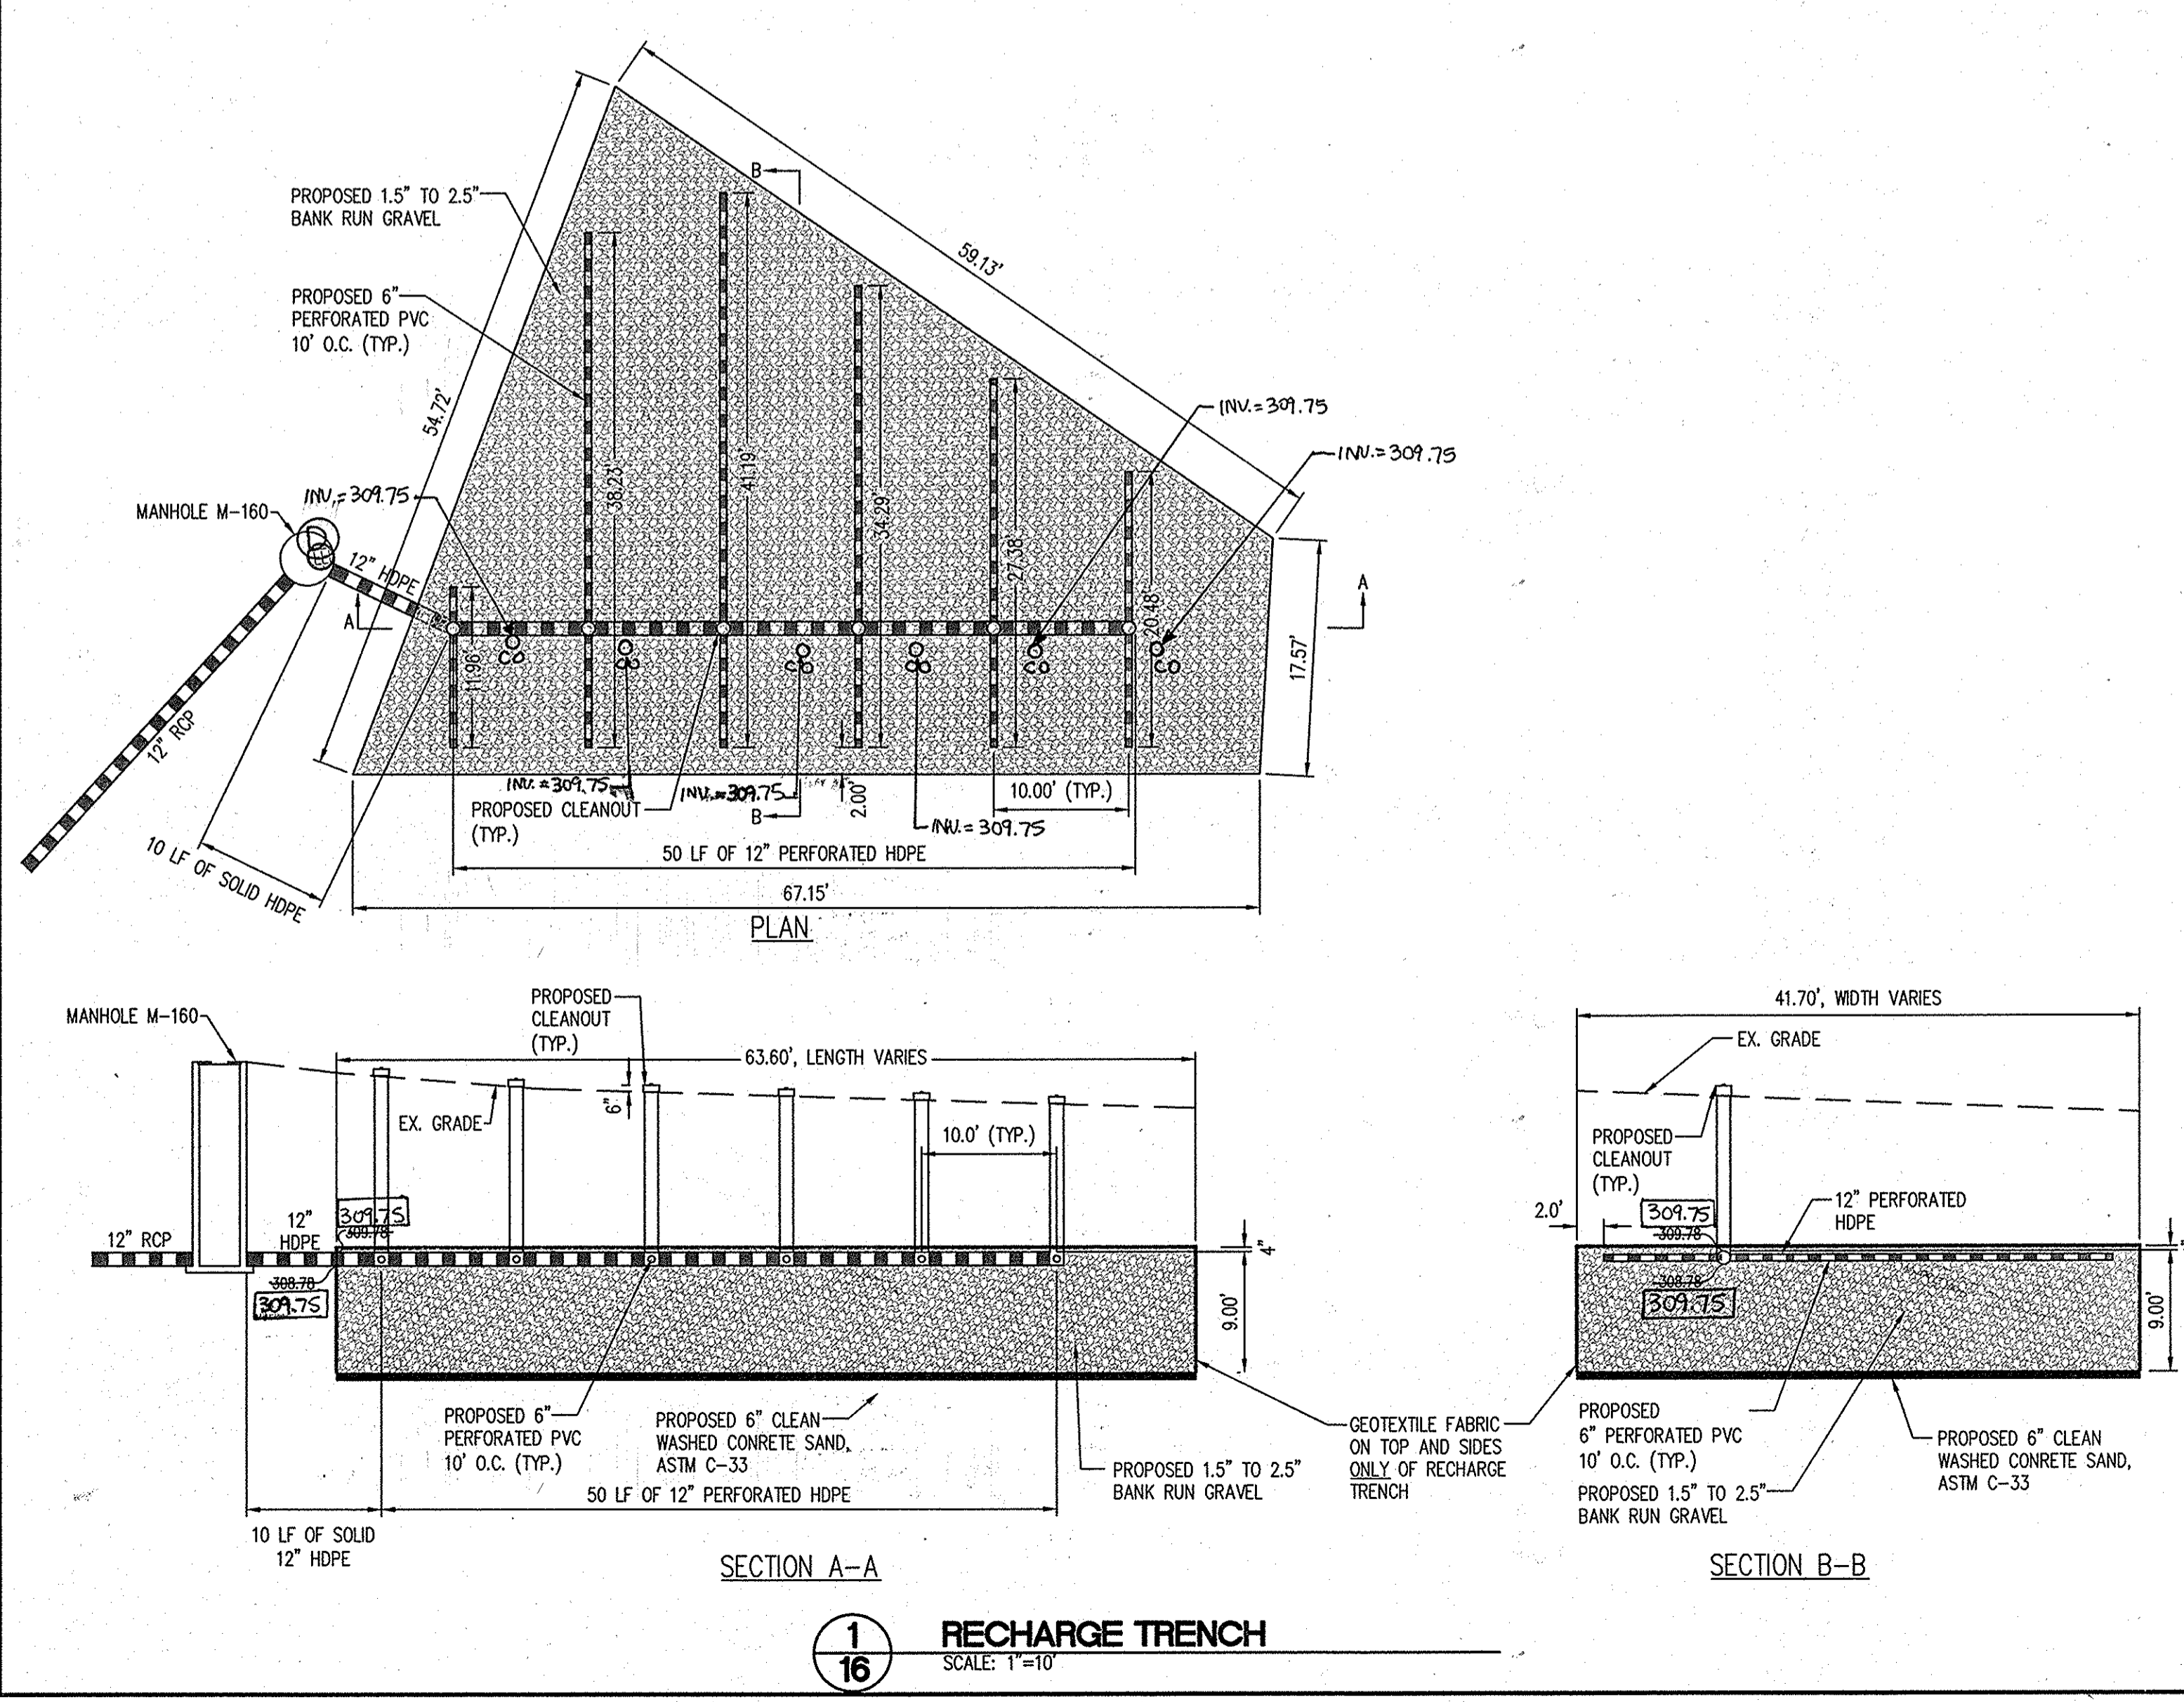 B
PROPOSED 1.5" TO 2.5"
BANK RUN GRAVEL
59.13'
PROPOSED 6"
PERFORATED PVC
10' O.C. (TYP.)
54.72'
INV.=309.75
INV.=309.75
INV.=309.75
MANHOLE M-160
38.23'
41.19'
34.29'
27.38'
20.48'
11.96'
12" HDPE
A
A
17.57'
CO
CO
CO
CO
CO
CO
12" RCP
INV.=309.75
INV.=309.75
INV.=309.75
PROPOSED CLEANOUT
(TYP.)
B
2.00'
10.00' (TYP.)
10 LF OF SOLID HDPE
50 LF OF 12" PERFORATED HDPE
67.15'
PLAN
MANHOLE M-160
PROPOSED
CLEANOUT
(TYP.)
63.60', LENGTH VARIES
EX. GRADE
6"
10.0' (TYP.)
12" RCP
12"
HDPE
309.75
309.78
308.78
309.75
4"
9.00'
PROPOSED 6"
PERFORATED PVC
10' O.C. (TYP.)
PROPOSED 6" CLEAN
WASHED CONRETE SAND,
ASTM C-33
PROPOSED 1.5" TO 2.5"
BANK RUN GRAVEL
GEOTEXTILE FABRIC
ON TOP AND SIDES
ONLY OF RECHARGE
TRENCH
50 LF OF 12" PERFORATED HDPE
10 LF OF SOLID
12" HDPE
SECTION A-A
41.70', WIDTH VARIES
EX. GRADE
PROPOSED
CLEANOUT
(TYP.)
2.0'
309.75
309.78
12" PERFORATED
HDPE
308.78
309.75
9.00'
PROPOSED
6" PERFORATED PVC
10' O.C. (TYP.)
PROPOSED 1.5" TO 2.5"
BANK RUN GRAVEL
PROPOSED 6" CLEAN
WASHED CONRETE SAND,
ASTM C-33
SECTION B-B
1
16
RECHARGE TRENCH
SCALE: 1"=10'